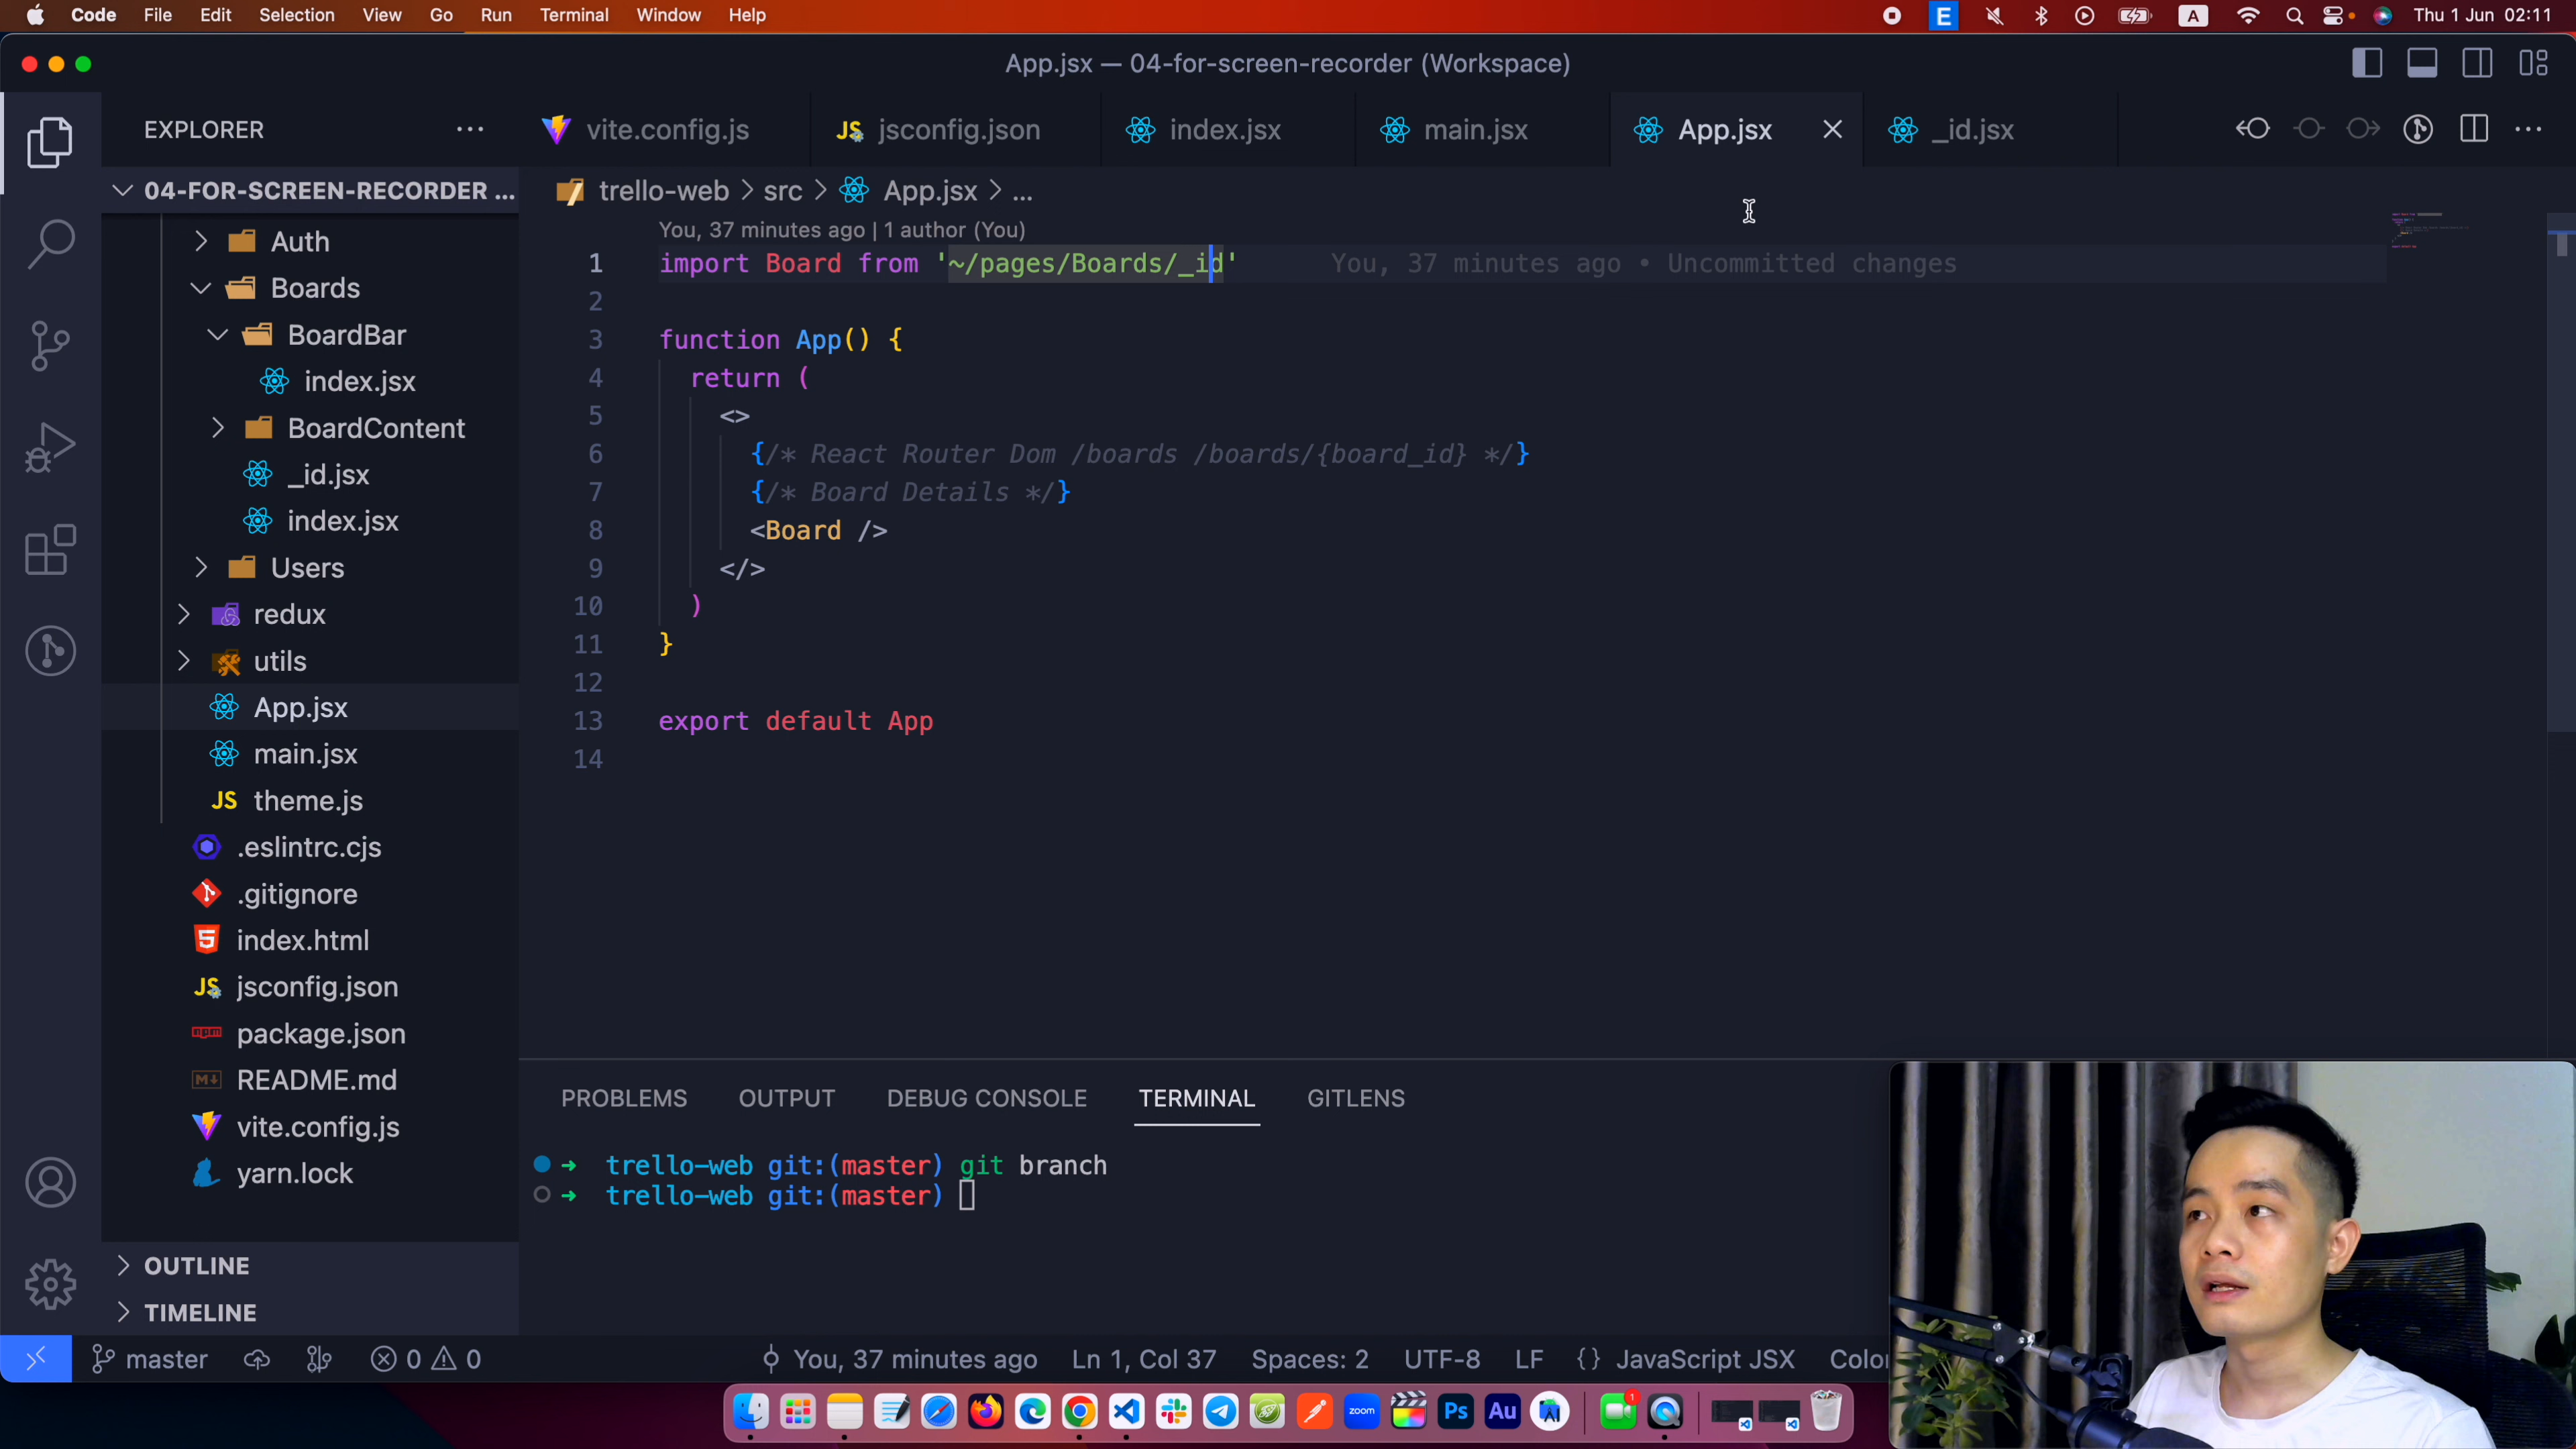 Code File Edit Selection View Go Run Terminal Window Help
E A Thu 1 Jun 02:11
App.jsx — 04-for-screen-recorder (Workspace)
EXPLORER
04-FOR-SCREEN-RECORDER ...
Auth
Boards
BoardBar
index.jsx
BoardContent
_id.jsx
index.jsx
Users
redux
utils
App.jsx
main.jsx
JS theme.js
.eslintrc.cjs
.gitignore
index.html
JS jsconfig.json
package.json
README.md
vite.config.js
yarn.lock
OUTLINE
TIMELINE
vite.config.js JS jsconfig.json index.jsx main.jsx App.jsx _id.jsx
trello-web > src > App.jsx > ...
You, 37 minutes ago | 1 author (You)
1 import Board from '~/pages/Boards/_id' You, 37 minutes ago • Uncommitted changes
2
3 function App() {
4 return (
5 <>
6 {/* React Router Dom /boards /boards/{board_id} */}
7 {/* Board Details */}
8 <Board />
9 </>
10 )
11 }
12
13 export default App
14
PROBLEMS OUTPUT DEBUG CONSOLE TERMINAL GITLENS
➜ trello-web git:(master) git branch
➜ trello-web git:(master)
master 0 0 You, 37 minutes ago Ln 1, Col 37 Spaces: 2 UTF-8 LF {} JavaScript JSX Color
zoom Ps Au 1